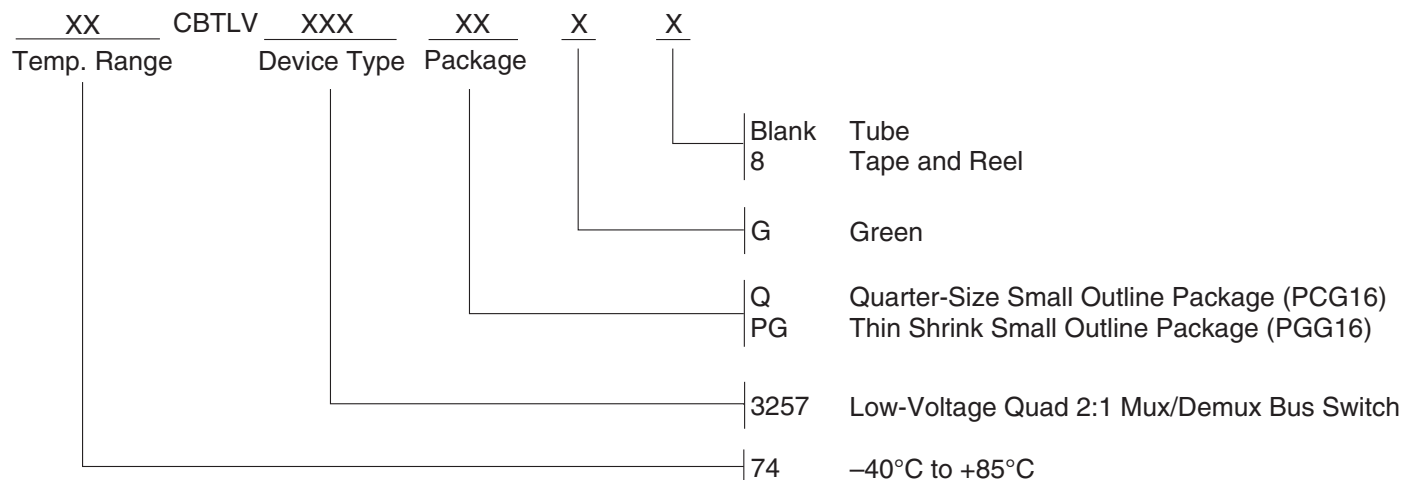 XX CBTLV XXX XX X X
Temp. Range Device Type Package
Blank Tube
8 Tape and Reel
G Green
Q Quarter-Size Small Outline Package (PCG16)
PG Thin Shrink Small Outline Package (PGG16)
3257 Low-Voltage Quad 2:1 Mux/Demux Bus Switch
74 –40°C to +85°C